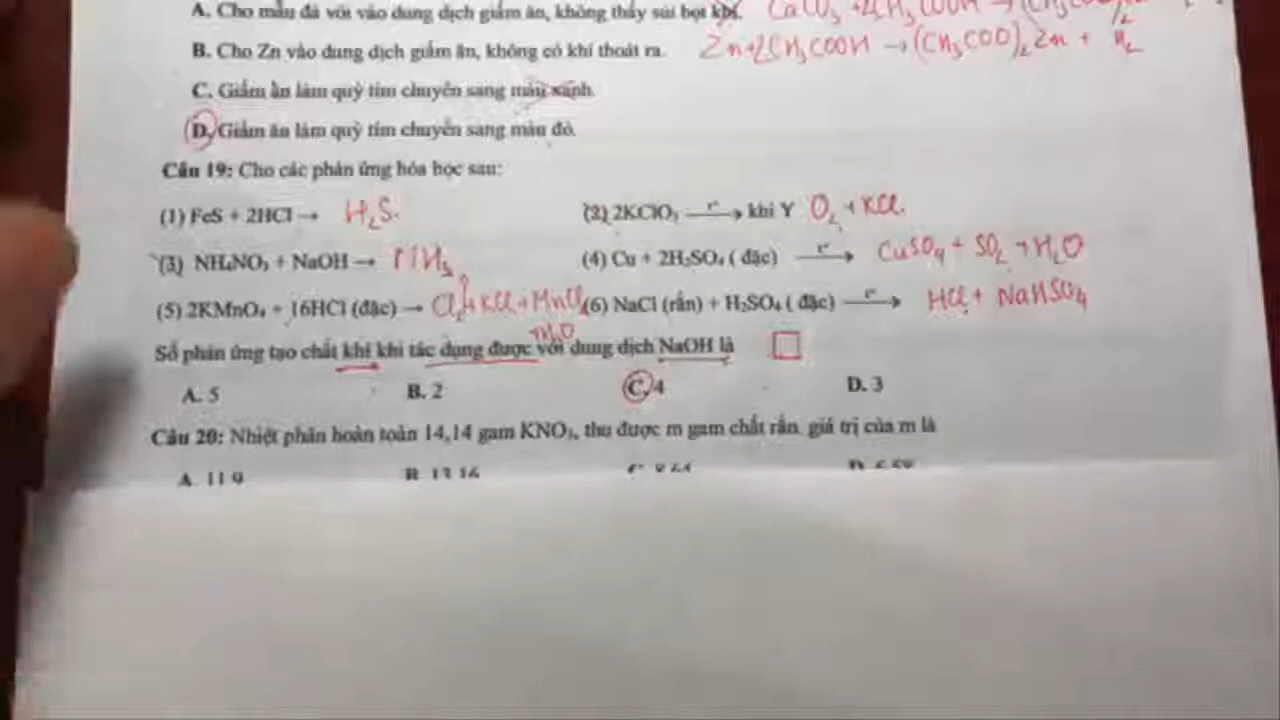 A. Cho mẩu đá vôi vào dung dịch giấm ăn, không thấy sủi bọt khí. CaCO₃ + 2CH₃COOH →
B. Cho Zn vào dung dịch giấm ăn, không có khí thoát ra. Zn + 2CH₃COOH → (CH₃COO)₂Zn + H₂
C. Giấm ăn làm quỳ tím chuyển sang màu xanh.
D. Giấm ăn làm quỳ tím chuyển sang màu đỏ.
Câu 19: Cho các phản ứng hóa học sau:
(1) FeS + 2HCl → H₂S. (2) 2KClO₃ → khí Y O₂ + KCl.
(3) NH₄NO₃ + NaOH → NH₃ (4) Cu + 2H₂SO₄ ( đặc) → CuSO₄ + SO₂ + H₂O
(5) 2KMnO₄ + 16HCl (đặc) → Cl₂ + KCl + MnCl₂ (6) NaCl (rắn) + H₂SO₄ ( đặc) → HCl + NaHSO₄
+ H₂O
Số phản ứng tạo chất khí khi tác dụng được với dung dịch NaOH là
A. 5 B. 2 C. 4 D. 3
Câu 20: Nhiệt phân hoàn toàn 14,14 gam KNO₃, thu được m gam chất rắn, giá trị của m là
A. 11.9 B.